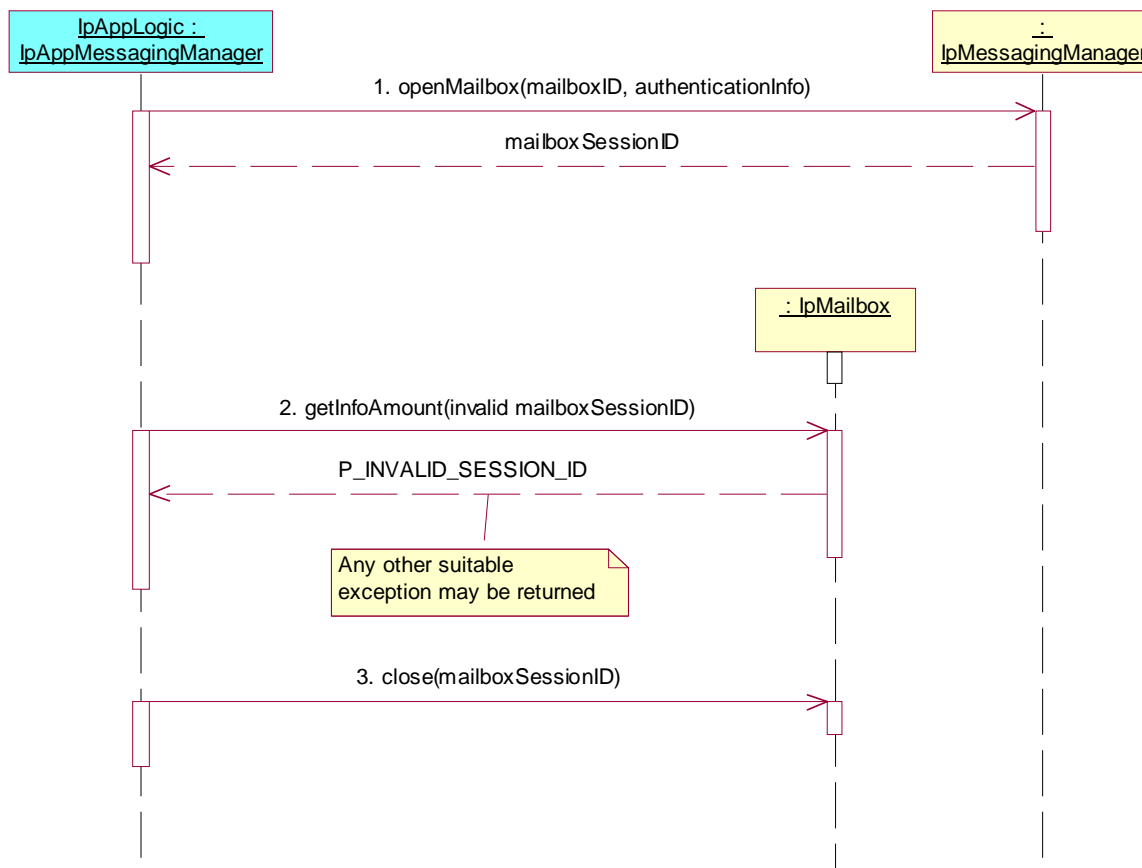 IpAppLogic :
IpAppMessagingManager
:
IpMessagingManager
1. openMailbox(mailboxID, authenticationInfo)
mailboxSessionID
: IpMailbox
2. getInfoAmount(invalid mailboxSessionID)
P_INVALID_SESSION_ID
Any other suitable
exception may be returned
3. close(mailboxSessionID)